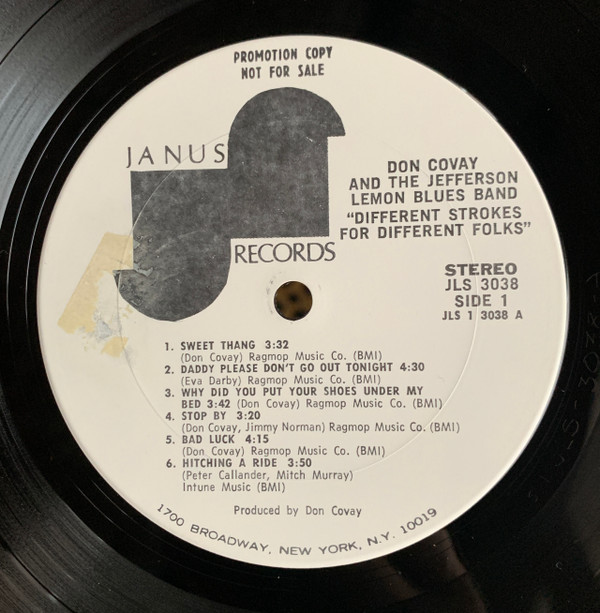 PROMOTION COPY
NOT FOR SALE
JANUS
RECORDS
DON COVAY
AND THE JEFFERSON
LEMON BLUES BAND
"DIFFERENT STROKES
FOR DIFFERENT FOLKS"
STEREO
JLS 3038
SIDE 1
JLS 1 3038 A
1. SWEET THANG 3:32
(Don Covay) Ragmop Music Co. (BMI)
2. DADDY PLEASE DON'T GO OUT TONIGHT 4:30
(Eva Darby) Ragmop Music Co. (BMI)
3. WHY DID YOU PUT YOUR SHOES UNDER MY
BED 3:42 (Don Covay) Ragmop Music Co. (BMI)
4. STOP BY 3:20
(Don Covay, Jimmy Norman) Ragmop Music Co. (BMI)
5. BAD LUCK 4:15
(Don Covay) Ragmop Music Co. (BMI)
6. HITCHING A RIDE 3:50
(Peter Callander, Mitch Murray)
Intune Music (BMI)
Produced by Don Covay
1700 BROADWAY, NEW YORK, N.Y. 10019